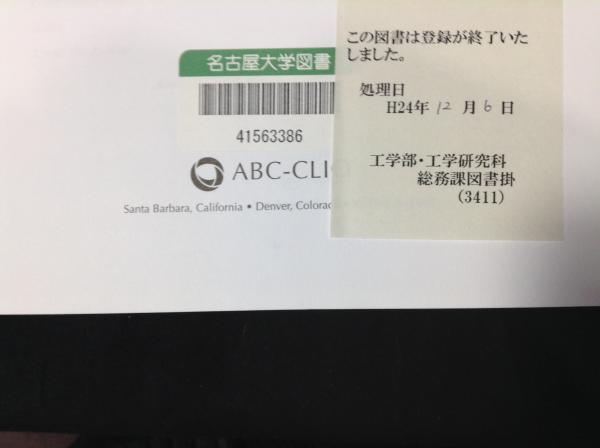 名古屋大学図書
41563386
ABC-CLI
Santa Barbara, California • Denver,
この図書は登録が終了いた
しました。
処理日
H24年 12 月 6 日
工学部・工学研究科
総務課図書掛
(3411)